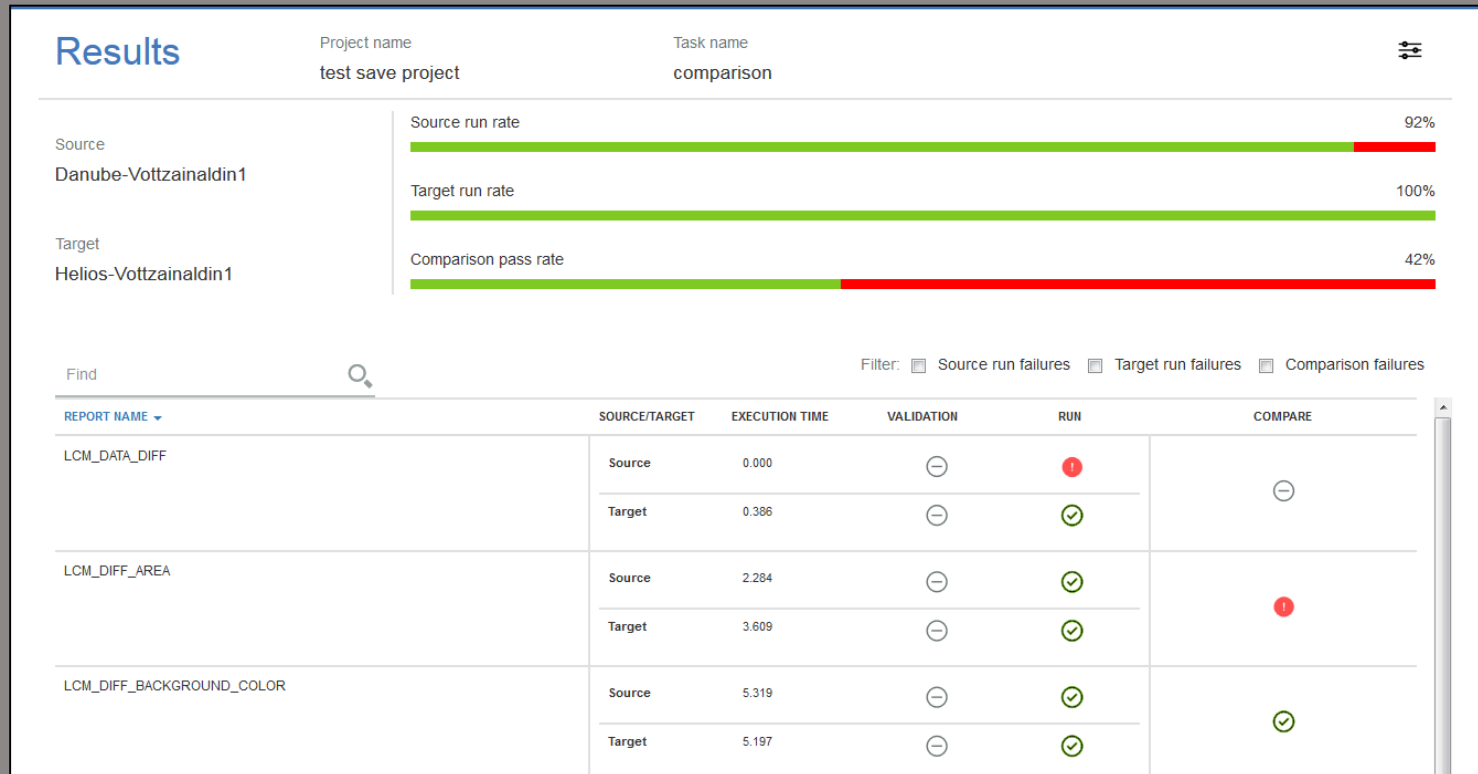 Results
Project name
test save project
Task name
comparison
Source
Danube-Vottzainaldin1
Target
Helios-Vottzainaldin1
Source run rate 92%
Target run rate 100%
Comparison pass rate 42%
Find
Filter: Source run failures Target run failures Comparison failures
REPORT NAME SOURCE/TARGET EXECUTION TIME VALIDATION RUN COMPARE
LCM_DATA_DIFF
Source 0.000
Target 0.386
LCM_DIFF_AREA
Source 2.284
Target 3.609
LCM_DIFF_BACKGROUND_COLOR
Source 5.319
Target 5.197